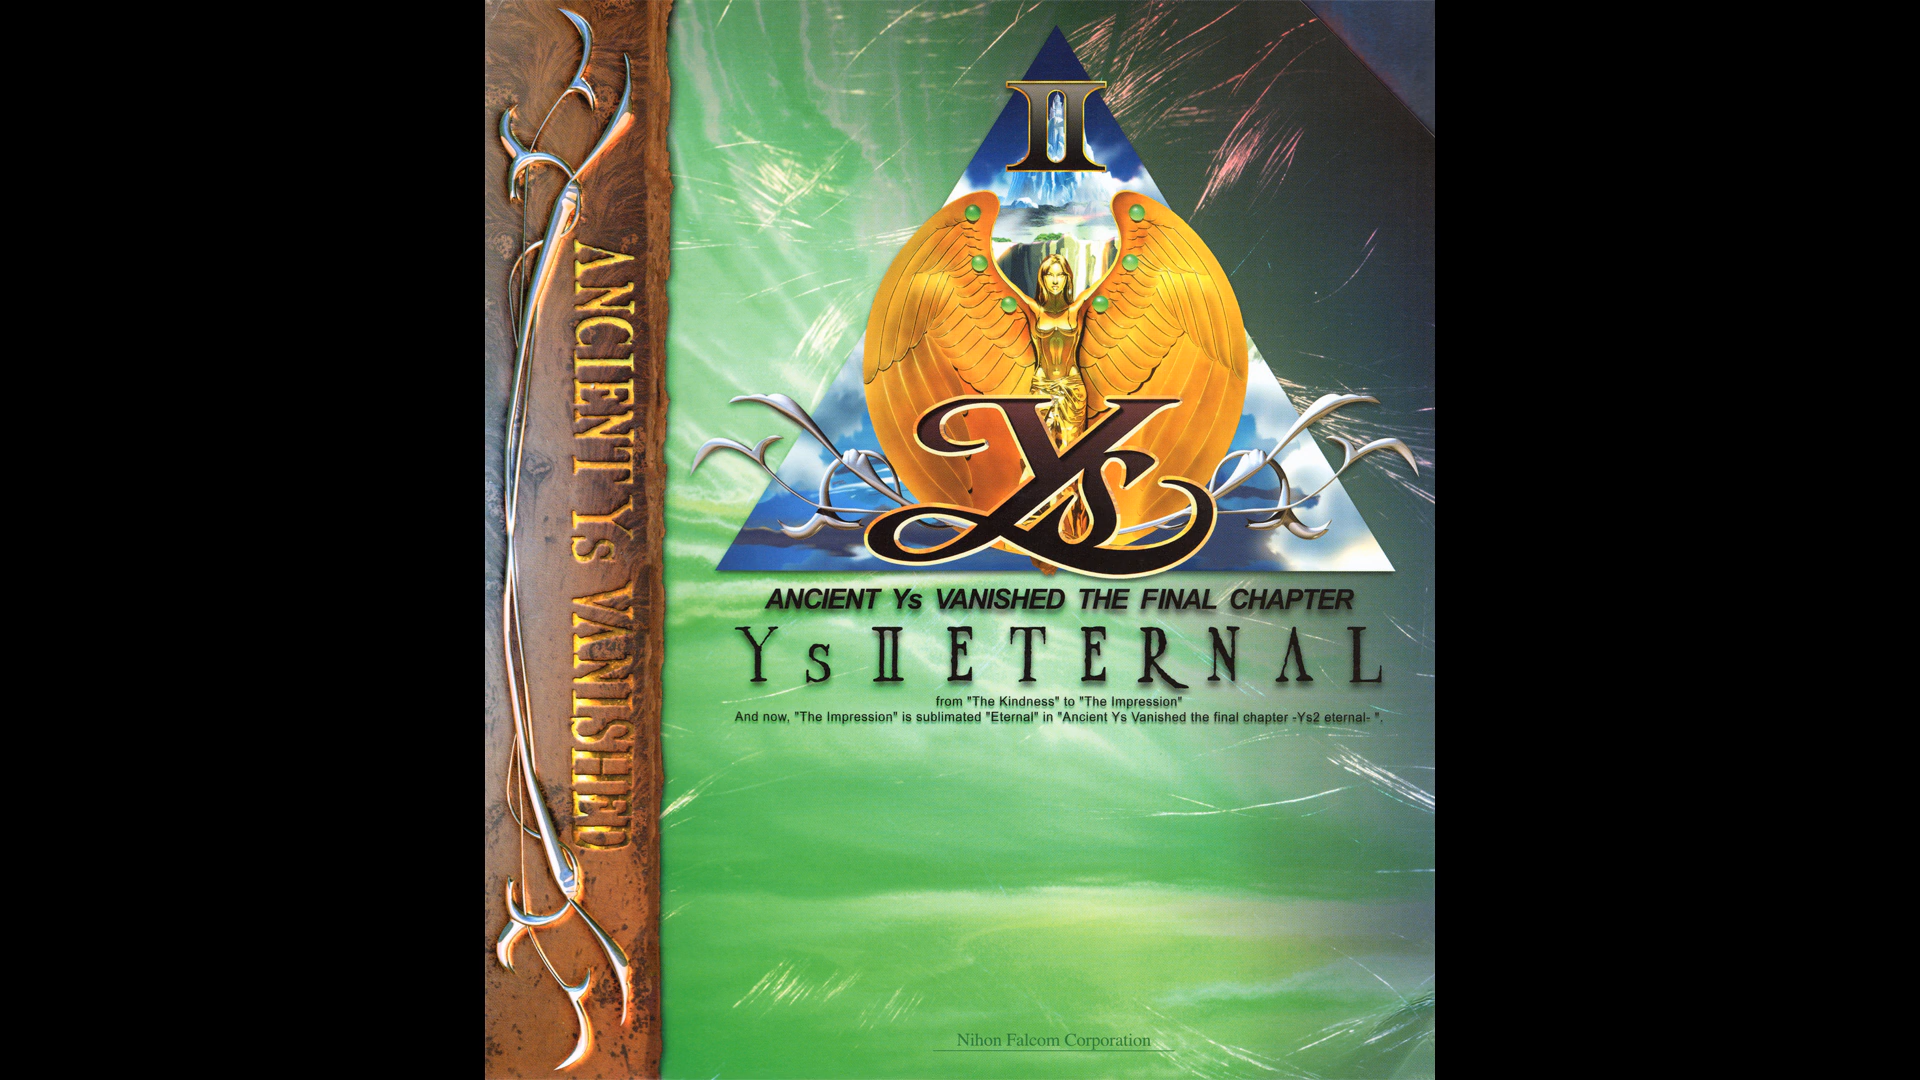 ANCIENT Ys VANISHED
II
Ys
ANCIENT Ys VANISHED THE FINAL CHAPTER
Ys II ETERNAL
from "The Kindness" to "The Impression"
And now, "The Impression" is sublimated "Eternal" in "Ancient Ys Vanished the final chapter -Ys2 eternal- ".
Nihon Falcom Corporation